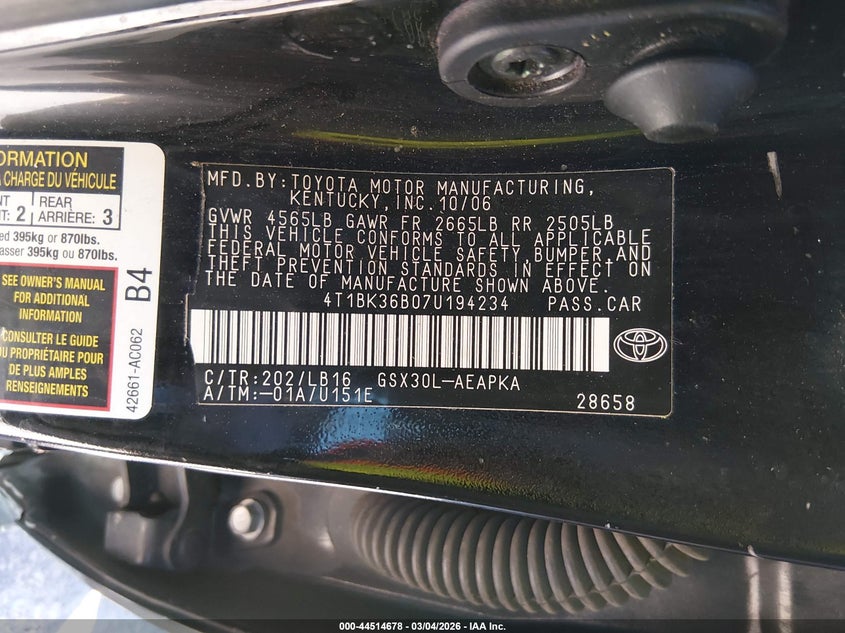 ORMATION
A CHARGE DU VÉHICULE
NT
T: 2
REAR
ARRIÈRE: 3
ed 395kg or 870lbs.
asser 395kg ou 870lbs.
SEE OWNER'S MANUAL
FOR ADDITIONAL
INFORMATION
CONSULTER LE GUIDE
DU PROPRIÉTAIRE POUR
DE PLUS AMPLES
RENSEIGNEMENTS
B4
42661-AC062
MFD.BY:TOYOTA MOTOR MANUFACTURING,
KENTUCKY,INC.10/06
GVWR 4565LB GAWR FR 2665LB RR 2505LB
THIS VEHICLE CONFORMS TO ALL APPLICABLE
FEDERAL MOTOR VEHICLE SAFETY,BUMPER,AND
THEFT PREVENTION STANDARDS IN EFFECT ON
THE DATE OF MANUFACTURE SHOWN ABOVE.
4T1BK36B07U194234 PASS.CAR
C/TR:202/LB16 GSX30L-AEAPKA
A/TM:-01A/U151E 28658
000-44514678 - 03/04/2026 - IAA Inc.